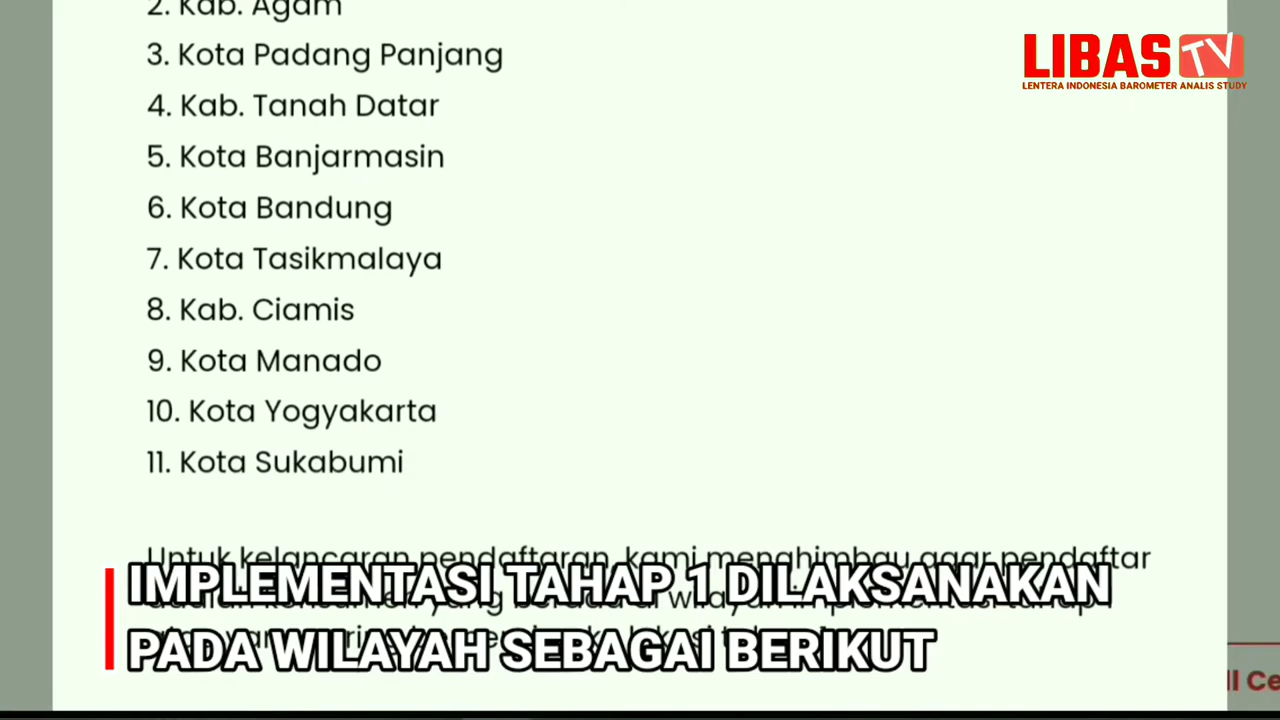 2. Kab. Agam
3. Kota Padang Panjang
4. Kab. Tanah Datar
5. Kota Banjarmasin
6. Kota Bandung
7. Kota Tasikmalaya
8. Kab. Ciamis
9. Kota Manado
10. Kota Yogyakarta
11. Kota Sukabumi
LIBAS TV
LENTERA INDONESIA BAROMETER ANALIS STUDY
Untuk kelancaran pendaftaran, kami menghimbau agar pendaftar
IMPLEMENTASI TAHAP 1 DILAKSANAKAN
PADA WILAYAH SEBAGAI BERIKUT